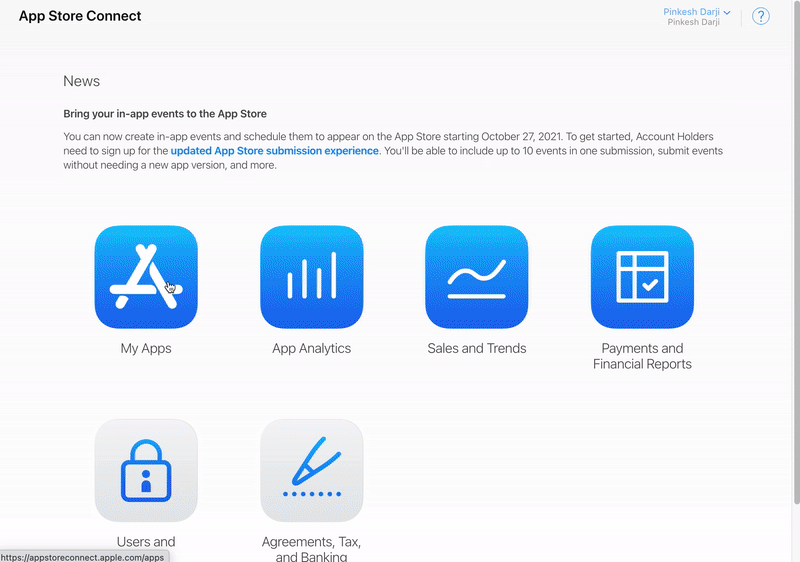 App Store Connect
Pinkesh Darji
Pinkesh Darji
?
News
Bring your in-app events to the App Store
You can now create in-app events and schedule them to appear on the App Store starting October 27, 2021. To get started, Account Holders
need to sign up for the updated App Store submission experience. You'll be able to include up to 10 events in one submission, submit events
without needing a new app version, and more.
My Apps
App Analytics
Sales and Trends
Payments and
Financial Reports
Users and
Agreements, Tax,
and Banking
https://appstoreconnect.apple.com/apps